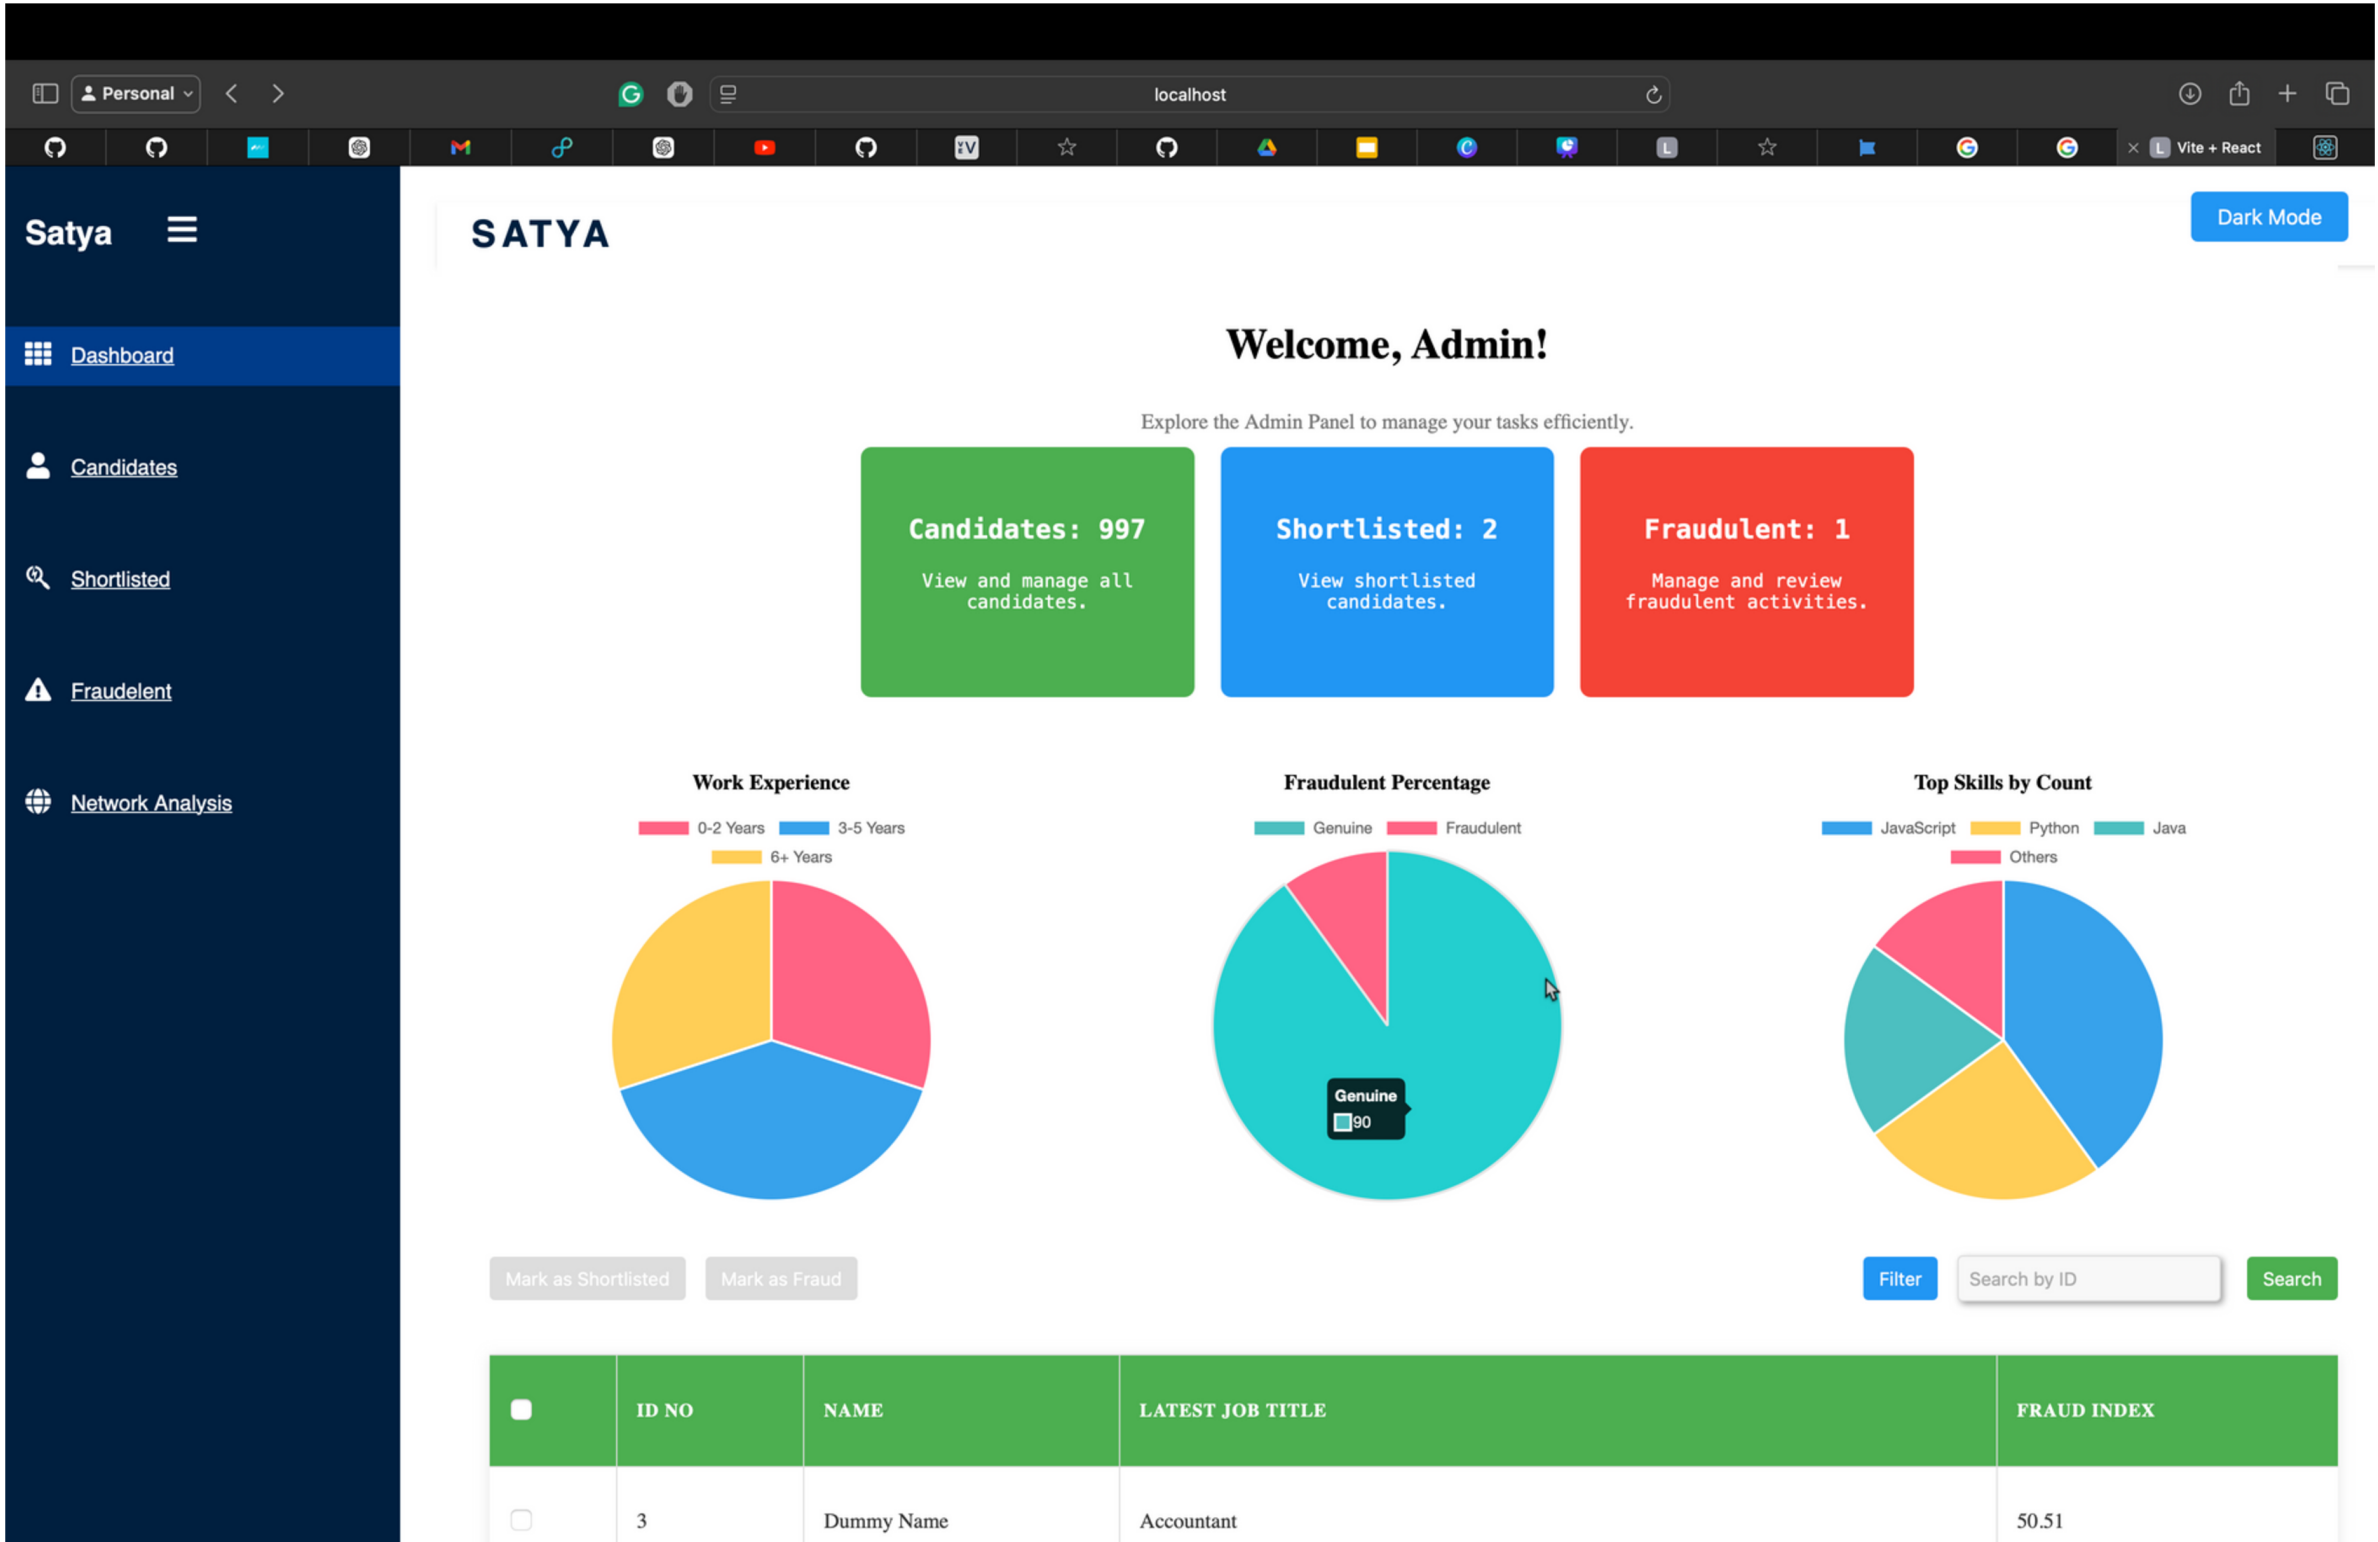 Personal
localhost
Vite + React
Satya
SATYA
Dark Mode
Dashboard
Candidates
Shortlisted
Fraudelent
Network Analysis
Welcome, Admin!
Explore the Admin Panel to manage your tasks efficiently.
Candidates: 997
View and manage all
candidates.
Shortlisted: 2
View shortlisted
candidates.
Fraudulent: 1
Manage and review
fraudulent activities.
Work Experience
0-2 Years 3-5 Years
6+ Years
Fraudulent Percentage
Genuine Fraudulent
Genuine
90
Top Skills by Count
JavaScript Python Java
Others
Mark as Shortlisted Mark as Fraud
Filter Search by ID Search
ID NO NAME LATEST JOB TITLE FRAUD INDEX
3 Dummy Name Accountant 50.51